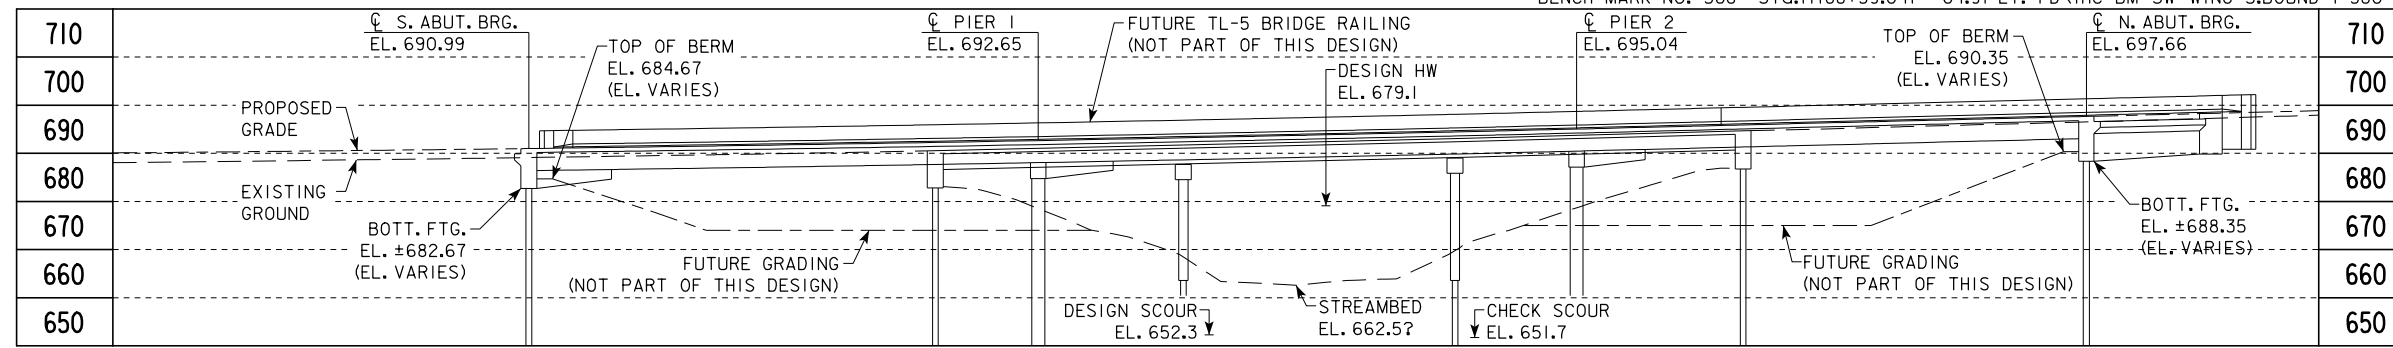 710
700
690
680
670
660
650
℄ S. ABUT. BRG.
EL. 690.99
TOP OF BERM
EL. 684.67
(EL. VARIES)
PROPOSED
GRADE
EXISTING
GROUND
BOTT. FTG.
EL. ±682.67
(EL. VARIES)
FUTURE GRADING
(NOT PART OF THIS DESIGN)
℄ PIER 1
EL. 692.65
FUTURE TL-5 BRIDGE RAILING
(NOT PART OF THIS DESIGN)
DESIGN HW
EL. 679.1
DESIGN SCOUR
EL. 652.3
STREAMBED
EL. 662.5?
CHECK SCOUR
EL. 651.7
℄ PIER 2
EL. 695.04
TOP OF BERM
EL. 690.35
(EL. VARIES)
℄ N. ABUT. BRG.
EL. 697.66
BOTT. FTG.
EL. ±688.35
(EL. VARIES)
FUTURE GRADING
(NOT PART OF THIS DESIGN)
710
700
690
680
670
660
650